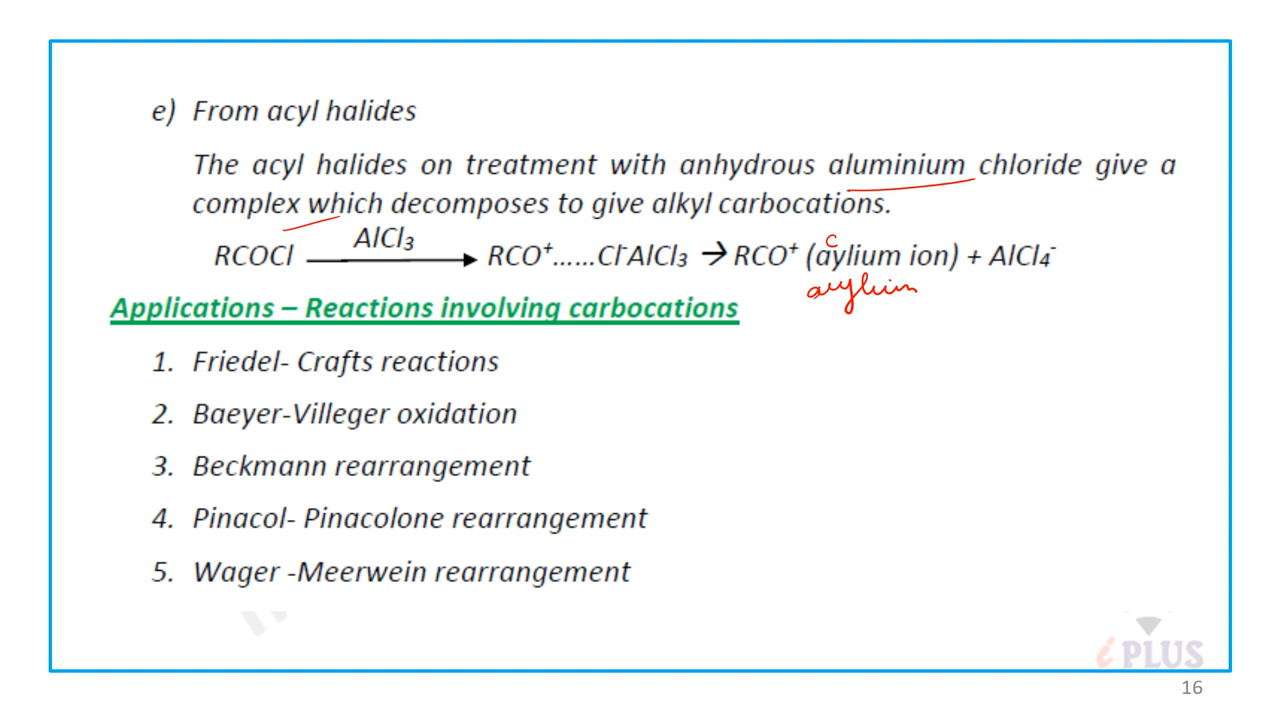 e) From acyl halides
The acyl halides on treatment with anhydrous aluminium chloride give a
complex which decomposes to give alkyl carbocations.
RCOCl AlCl₃ → RCO⁺......Cl⁻AlCl₃ → RCO⁺ (aylium ion) + AlCl₄⁻
c
acylium
Applications – Reactions involving carbocations
1. Friedel- Crafts reactions
2. Baeyer-Villeger oxidation
3. Beckmann rearrangement
4. Pinacol- Pinacolone rearrangement
5. Wager -Meerwein rearrangement
i PLUS
16